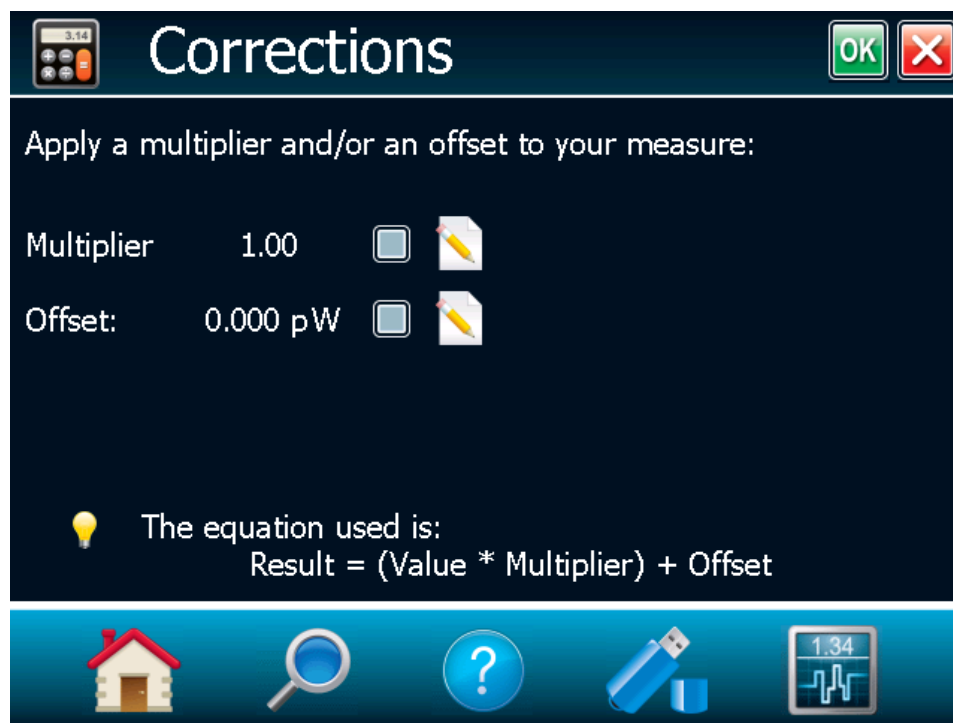 3.14
Corrections
OK
Apply a multiplier and/or an offset to your measure:
Multiplier 1.00
Offset: 0.000 pW
The equation used is:
Result = (Value * Multiplier) + Offset
?
1.34